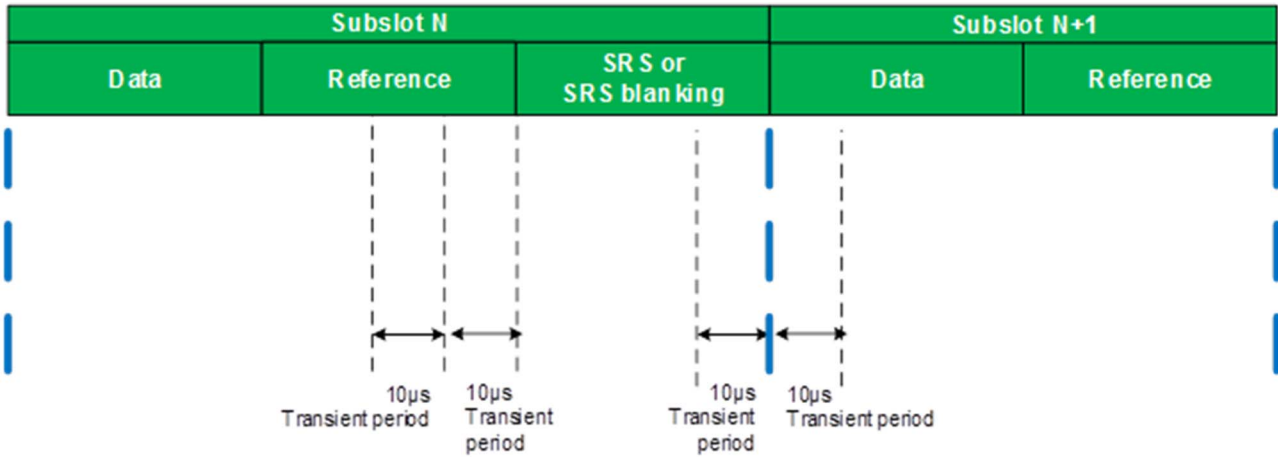 Subslot N
Subslot N+1
Data
Reference
SRS or
SRS blanking
Data
Reference
10µs
Transient period
10µs
Transient
period
10µs
Transient
period
10µs
Transient period